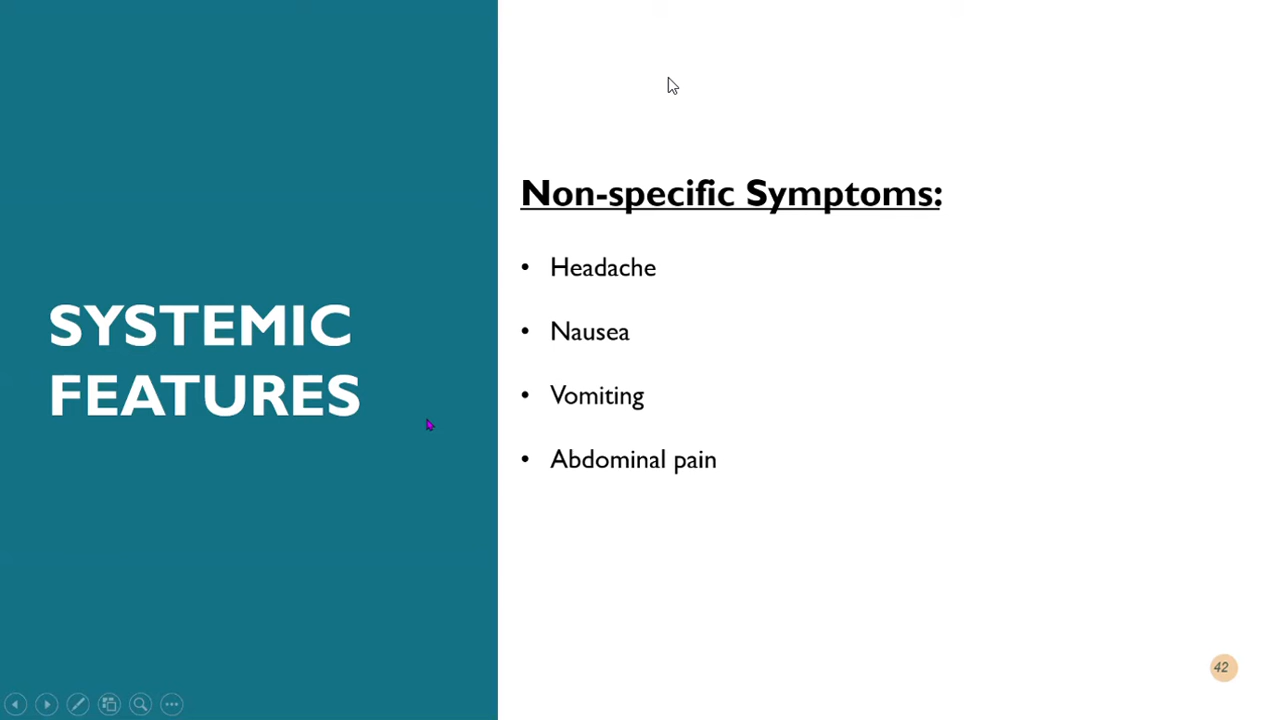 SYSTEMIC
FEATURES
Non-specific Symptoms:
• Headache
• Nausea
• Vomiting
• Abdominal pain
42